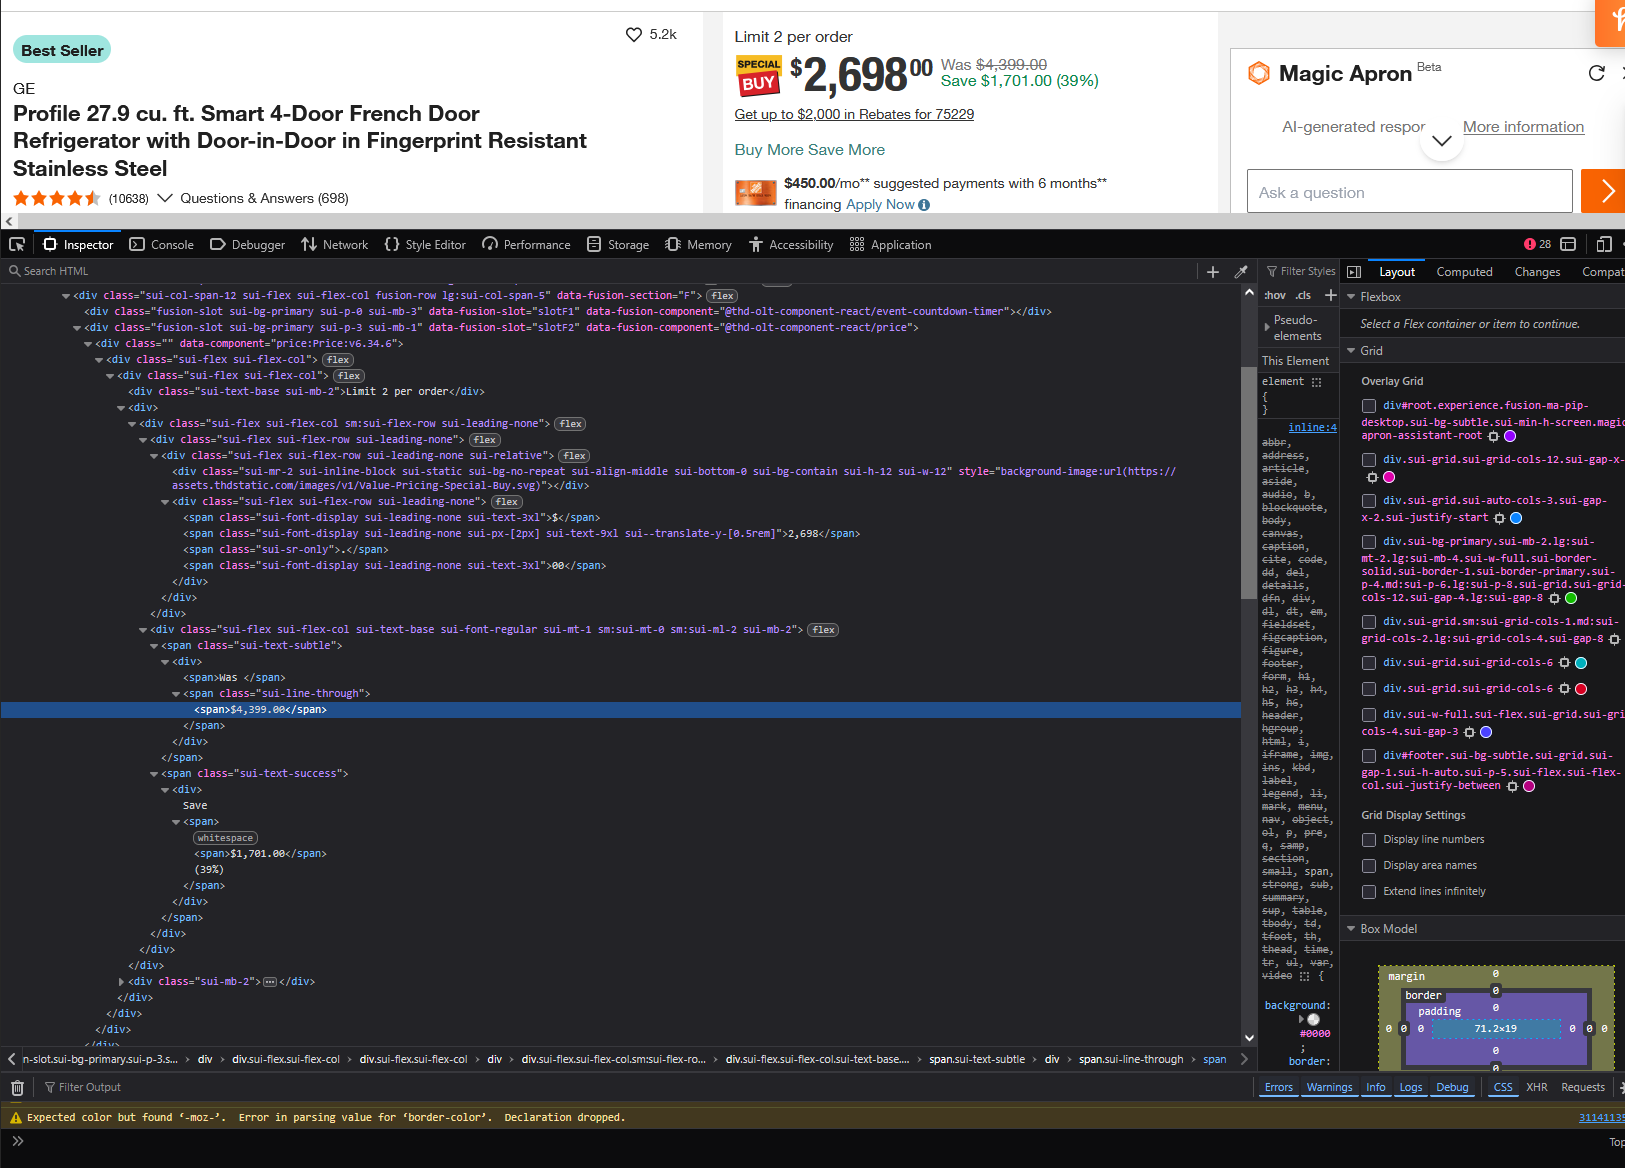 Best Seller
5.2k
GE
Profile 27.9 cu. ft. Smart 4-Door French Door
Refrigerator with Door-in-Door in Fingerprint Resistant
Stainless Steel
(10638) Questions & Answers (698)
Limit 2 per order
SPECIAL BUY $2,698 00 Was $4,399.00
Save $1,701.00 (39%)
Get up to $2,000 in Rebates for 75229
Buy More Save More
$450.00/mo** suggested payments with 6 months**
financing Apply Now
Magic Apron Beta
AI-generated respor More information
Ask a question
Inspector Console Debugger Network Style Editor Performance Storage Memory Accessibility Application 28
Search HTML
<div class="sui-col-span-12 sui-flex sui-flex-col fusion-row lg:sui-col-span-5" data-fusion-section="F"> flex
<div class="fusion-slot sui-bg-primary sui-p-0 sui-mb-3" data-fusion-slot="slotF1" data-fusion-component="@thd-olt-component-react/event-countdown-timer"></div>
<div class="fusion-slot sui-bg-primary sui-p-3 sui-mb-1" data-fusion-slot="slotF2" data-fusion-component="@thd-olt-component-react/price">
<div class="" data-component="price:Price:v6.34.6">
<div class="sui-flex sui-flex-col"> flex
<div class="sui-flex sui-flex-col"> flex
<div class="sui-text-base sui-mb-2">Limit 2 per order</div>
<div>
<div class="sui-flex sui-flex-col sm:sui-flex-row sui-leading-none"> flex
<div class="sui-flex sui-flex-row sui-leading-none"> flex
<div class="sui-flex sui-flex-row sui-leading-none sui-relative"> flex
<div class="sui-mr-2 sui-inline-block sui-static sui-bg-no-repeat sui-align-middle sui-bottom-0 sui-bg-contain sui-h-12 sui-w-12" style="background-image:url(https://
assets.thdstatic.com/images/v1/Value-Pricing-Special-Buy.svg)"></div>
<div class="sui-flex sui-flex-row sui-leading-none"> flex
<span class="sui-font-display sui-leading-none sui-text-3xl">$</span>
<span class="sui-font-display sui-leading-none sui-px-[2px] sui-text-9xl sui--translate-y-[0.5rem]">2,698</span>
<span class="sui-sr-only">.</span>
<span class="sui-font-display sui-leading-none sui-text-3xl">00</span>
</div>
</div>
</div>
<div class="sui-flex sui-flex-col sui-text-base sui-font-regular sui-mt-1 sm:sui-mt-0 sm:sui-ml-2 sui-mb-2"> flex
<span class="sui-text-subtle">
<div>
<span>Was </span>
<span class="sui-line-through">
<span>$4,399.00</span>
</span>
</div>
</span>
<span class="sui-text-success">
<div>
Save
<span>
whitespace
<span>$1,701.00</span>
(39%)
</span>
</div>
</span>
</div>
</div>
</div>
<div class="sui-mb-2"></div>
</div>
</div>
</div>
</div>
n-slot.sui-bg-primary.sui-p-3.s... div div.sui-flex.sui-flex-col div div.sui-flex.sui-flex-col div div.sui-flex.sui-flex-col.sm:sui-flex-ro... div.sui-flex.sui-flex-col.sui-text-base.... span.sui-text-subtle div span.sui-line-through span
Filter Styles
:hov .cls
Pseudo-
elements
This Element
element
{
}
inline:4
abbr,
address,
article,
aside,
audio, b,
blockquote,
body,
canvas,
caption,
cite, code,
dd, del,
details,
dfn, div,
dl, dt, em,
fieldset,
figcaption,
figure,
footer,
form, h1,
h2, h3, h4,
h5, h6,
header,
hgroup,
html, i,
iframe, img,
ins, kbd,
label,
legend, li,
mark, menu,
nav, object,
ol, p, pre,
q, samp,
section,
small, span,
strong, sub,
summary,
sup, table,
tbody, td,
tfoot, th,
thead, time,
tr, ul, var,
video {
background:
#0000
;
border:
Layout Computed Changes Compat
Flexbox
Select a Flex container or item to continue.
Grid
Overlay Grid
div#root.experience.fusion-ma-pip-
desktop.sui-bg-subtle.sui-min-h-screen.magic
apron-assistant-root
div.sui-grid.sui-grid-cols-12.sui-gap-x-
div.sui-grid.sui-auto-cols-3.sui-gap-
x-2.sui-justify-start
div.sui-bg-primary.sui-mb-2.lg:sui-
mt-2.lg:sui-mb-4.sui-w-full.sui-border-
solid.sui-border-1.sui-border-primary.sui-
p-4.md:sui-p-6.lg:sui-p-8.sui-grid.sui-grid-
cols-12.sui-gap-4.lg:sui-gap-8
div.sui-grid.sm:sui-grid-cols-1.md:sui-
grid-cols-2.lg:sui-grid-cols-4.sui-gap-8
div.sui-grid.sui-grid-cols-6
div.sui-grid.sui-grid-cols-6
div.sui-w-full.sui-flex.sui-grid.sui-gri
cols-4.sui-gap-3
div#footer.sui-bg-subtle.sui-grid.sui-
gap-1.sui-h-auto.sui-p-5.sui-flex.sui-flex-
col.sui-justify-between
Grid Display Settings
Display line numbers
Display area names
Extend lines infinitely
Box Model
margin 0
border 0
padding 0
0 0 0 71.2×19 0 0 0
0
0
Filter Output Errors Warnings Info Logs Debug CSS XHR Requests
Expected color but found ‘-moz-’. Error in parsing value for ‘border-color’. Declaration dropped. 31141135
Top